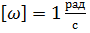 [ω] = 1 рад/с